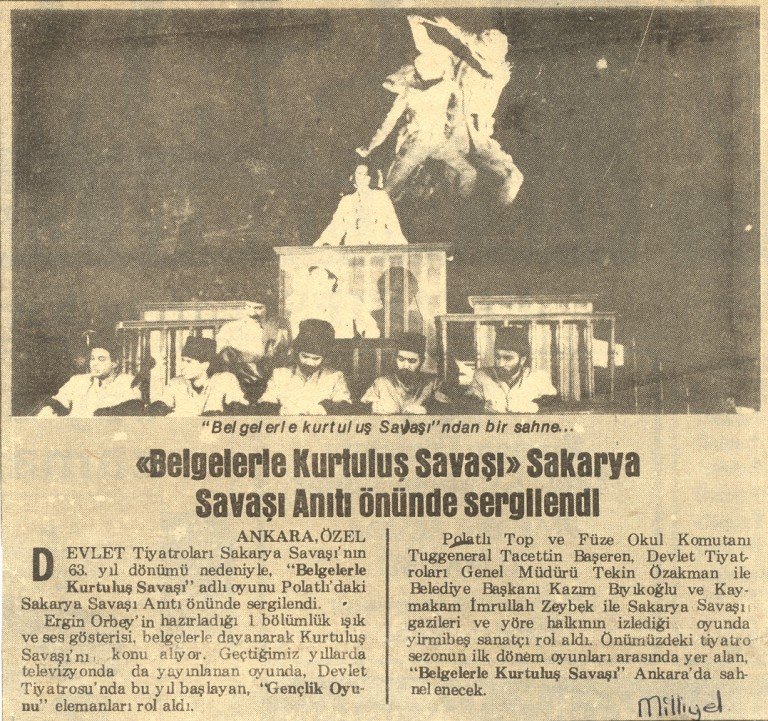 "Belgelerle kurtuluş Savaşı"ndan bir sahne...
«Belgelerle Kurtuluş Savaşı» Sakarya
Savaşı Anıtı önünde sergilendi
ANKARA, ÖZEL
DEVLET Tiyatroları Sakarya Savaşı'nın
63. yıl dönümü nedeniyle, "Belgelerle
Kurtuluş Savaşı" adlı oyunu Polatlı'daki
Sakarya Savaşı Anıtı önünde sergilendi.
Ergin Orbey'in hazırladığı 1 bölümlük ışık
ve ses gösterisi, belgelerle dayanarak Kurtuluş
Savaşı'nı konu alıyor. Geçtiğimiz yıllarda
televizyonda da yayınlanan oyunda, Devlet
Tiyatrosu'nda bu yıl başlayan, "Gençlik Oyu-
nu" elemanları rol aldı.
Polatlı Top ve Füze Okul Komutanı
Tuggeneral Tacettin Başeren, Devlet Tiyat-
roları Genel Müdürü Tekin Özakman ile
Belediye Başkanı Kazım Bıyıkoğlu ve Kay-
makam İmrullah Zeybek ile Sakarya Savaşı
gazileri ve yöre halkının izlediği oyunda
yirmibeş sanatçı rol aldı. Önümüzdeki tiyatro
sezonun ilk dönem oyunları arasında yer alan,
"Belgelerle Kurtuluş Savaşı" Ankara'da sah-
nelenecek.
Milliyet